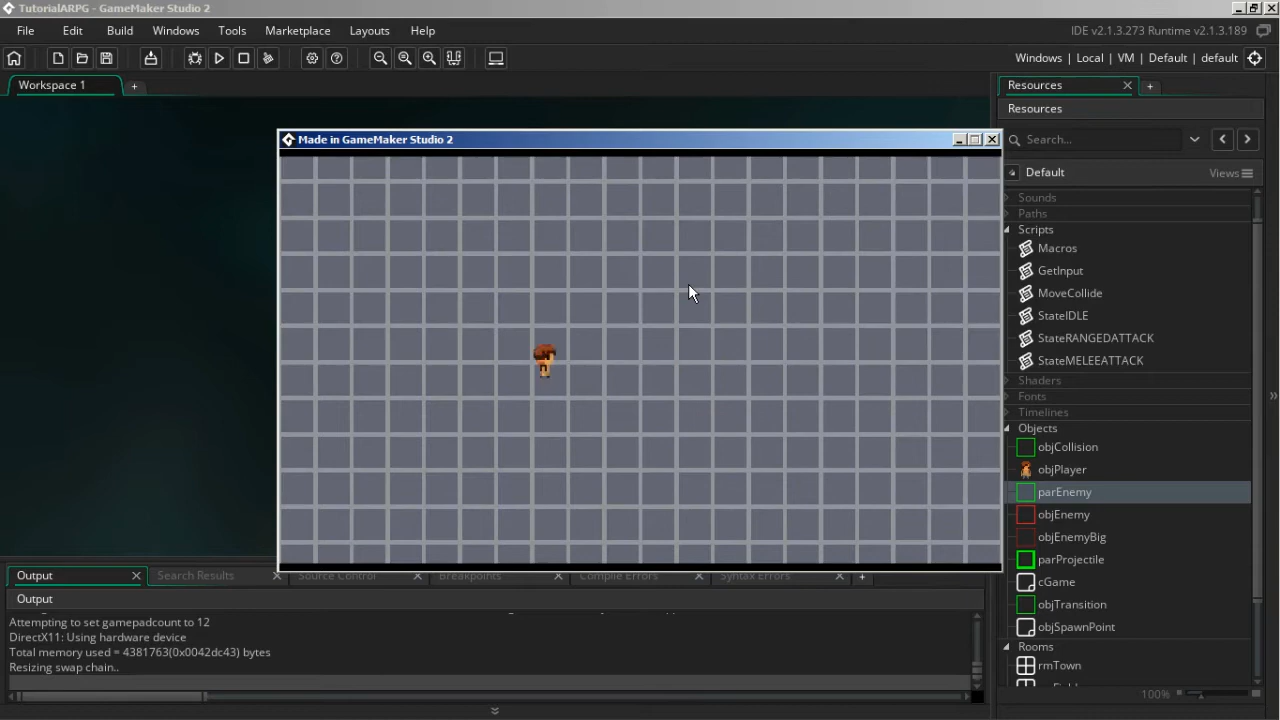 TutorialARPG - GameMaker Studio 2
File Edit Build Windows Tools Marketplace Layouts Help
IDE v2.1.3.273 Runtime v2.1.3.189
Windows | Local | VM | Default | default
Workspace 1
Resources
Resources
Made in GameMaker Studio 2
Search...
Default
Views
Sounds
Paths
Scripts
Macros
GetInput
MoveCollide
StateIDLE
StateRANGEDATTACK
StateMELEEATTACK
Shaders
Fonts
Timelines
Objects
objCollision
objPlayer
parEnemy
objEnemy
objEnemyBig
parProjectile
cGame
objTransition
objSpawnPoint
Rooms
rmTown
100%
Output Search Results Source Control Breakpoints Compile Errors Syntax Errors
Output
Attempting to set gamepadcount to 12
DirectX11: Using hardware device
Total memory used = 4381763(0x0042dc43) bytes
Resizing swap chain..